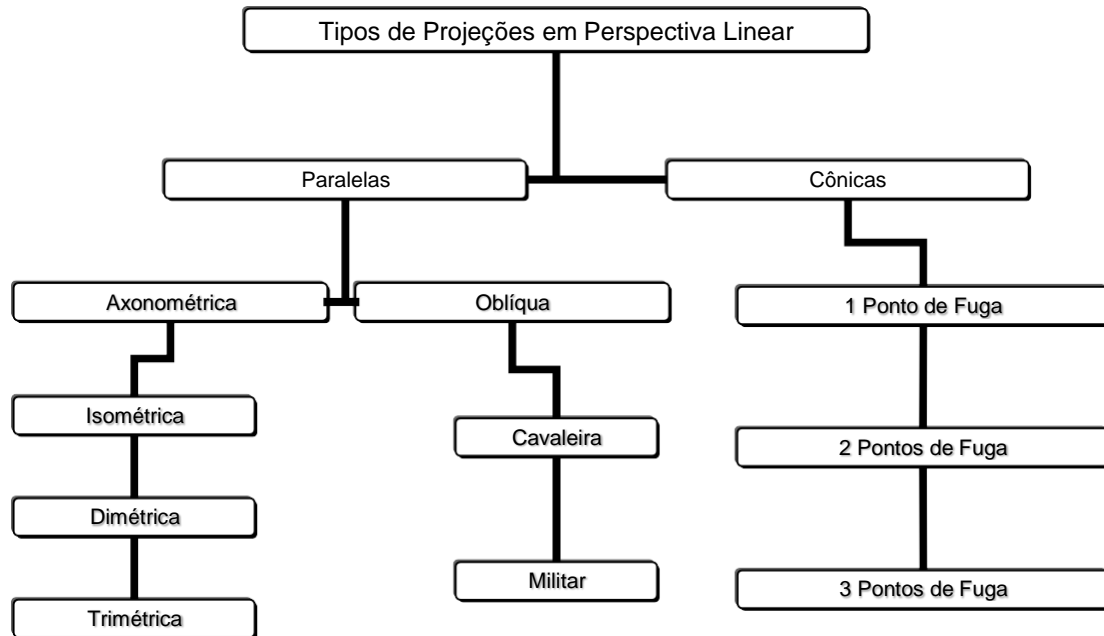 Tipos de Projeções em Perspectiva Linear
Paralelas
Cônicas
Axonométrica
Oblíqua
1 Ponto de Fuga
Isométrica
Cavaleira
2 Pontos de Fuga
Dimétrica
Militar
3 Pontos de Fuga
Trimétrica